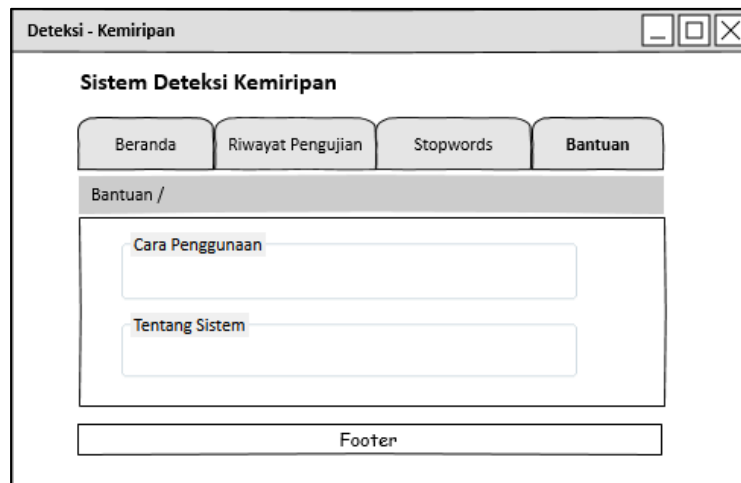 Deteksi - Kemiripan
Sistem Deteksi Kemiripan
Beranda Riwayat Pengujian Stopwords Bantuan
Bantuan /
Cara Penggunaan
Tentang Sistem
Footer